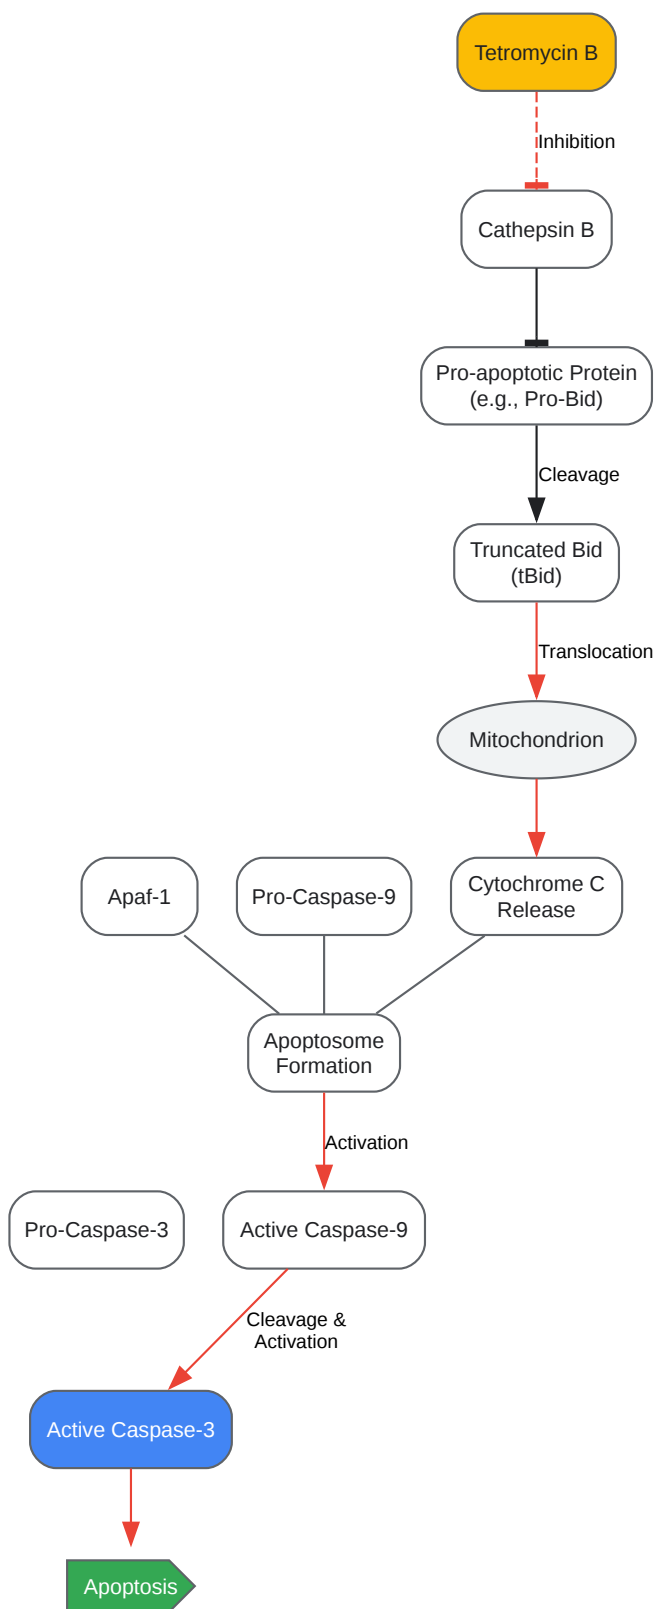 Tetromycin B
Inhibition
Cathepsin B
Pro-apoptotic Protein
(e.g., Pro-Bid)
Cleavage
Truncated Bid
(tBid)
Translocation
Mitochondrion
Apaf-1
Pro-Caspase-9
Cytochrome C
Release
Apoptosome
Formation
Activation
Pro-Caspase-3
Active Caspase-9
Cleavage &
Activation
Active Caspase-3
Apoptosis